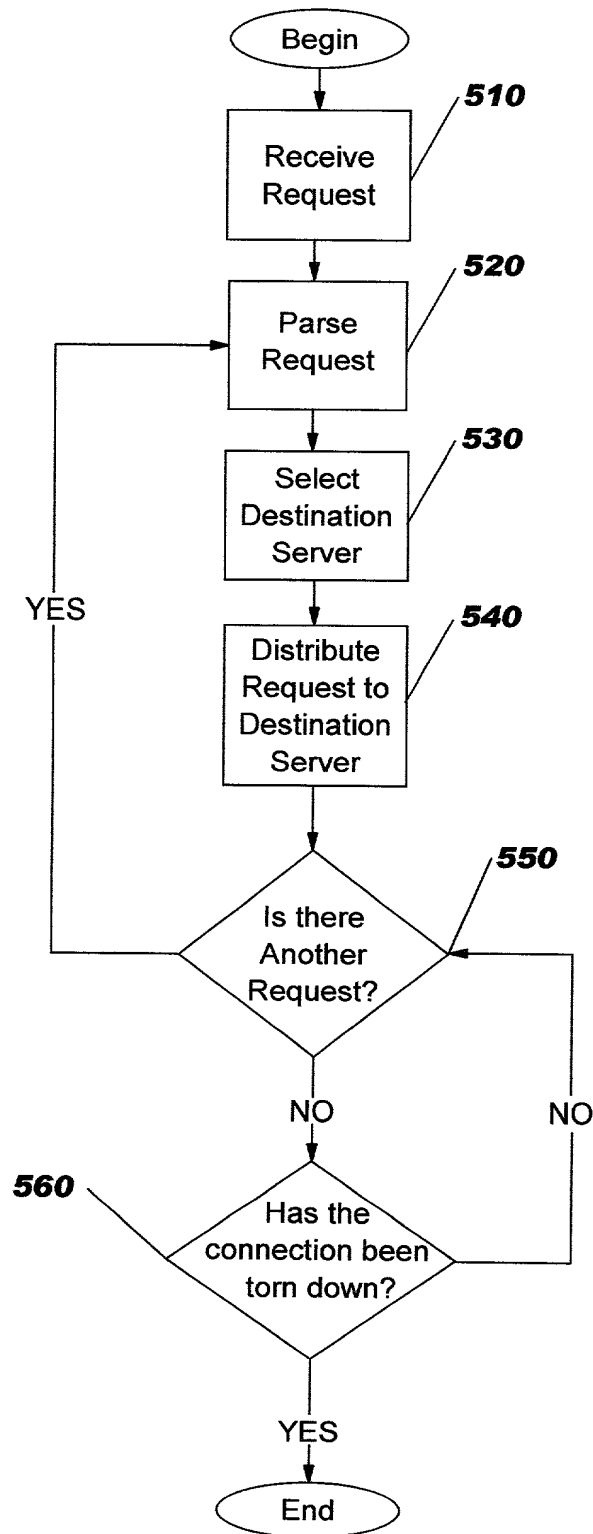 Begin
510
Receive
Request
520
Parse
Request
530
Select
Destination
Server
YES
540
Distribute
Request to
Destination
Server
550
Is there
Another
Request?
NO
NO
560
Has the
connection been
torn down?
YES
End